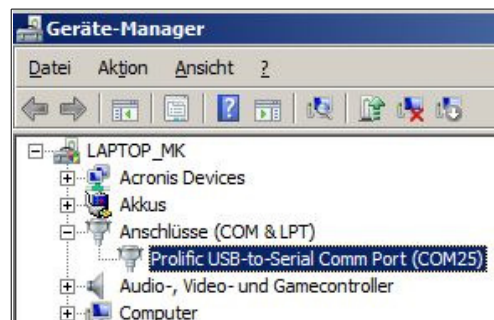 Geräte-Manager
Datei Aktion Ansicht ?
LAPTOP_MK
Acronis Devices
Akkus
Anschlüsse (COM & LPT)
Prolific USB-to-Serial Comm Port (COM25)
Audio-, Video- und Gamecontroller
Computer